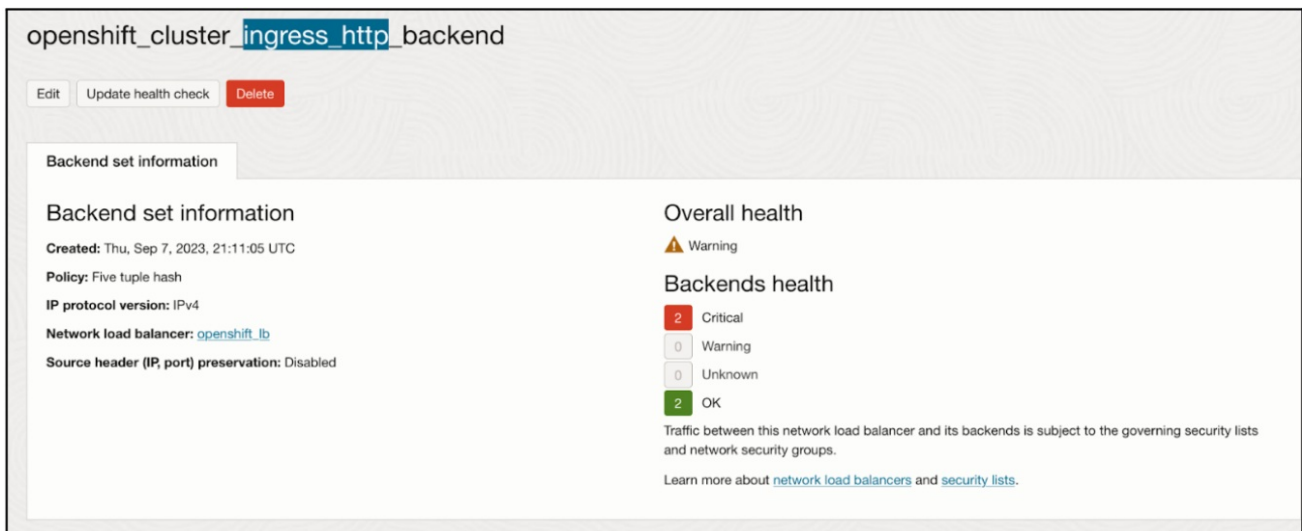 openshift_cluster_ingress_http_backend
Edit
Update health check
Delete
Backend set information
Backend set information
Created: Thu, Sep 7, 2023, 21:11:05 UTC
Policy: Five tuple hash
IP protocol version: IPv4
Network load balancer: openshift_lb
Source header (IP, port) preservation: Disabled
Overall health
Warning
Backends health
2 Critical
0 Warning
0 Unknown
2 OK
Traffic between this network load balancer and its backends is subject to the governing security lists
and network security groups.
Learn more about network load balancers and security lists.